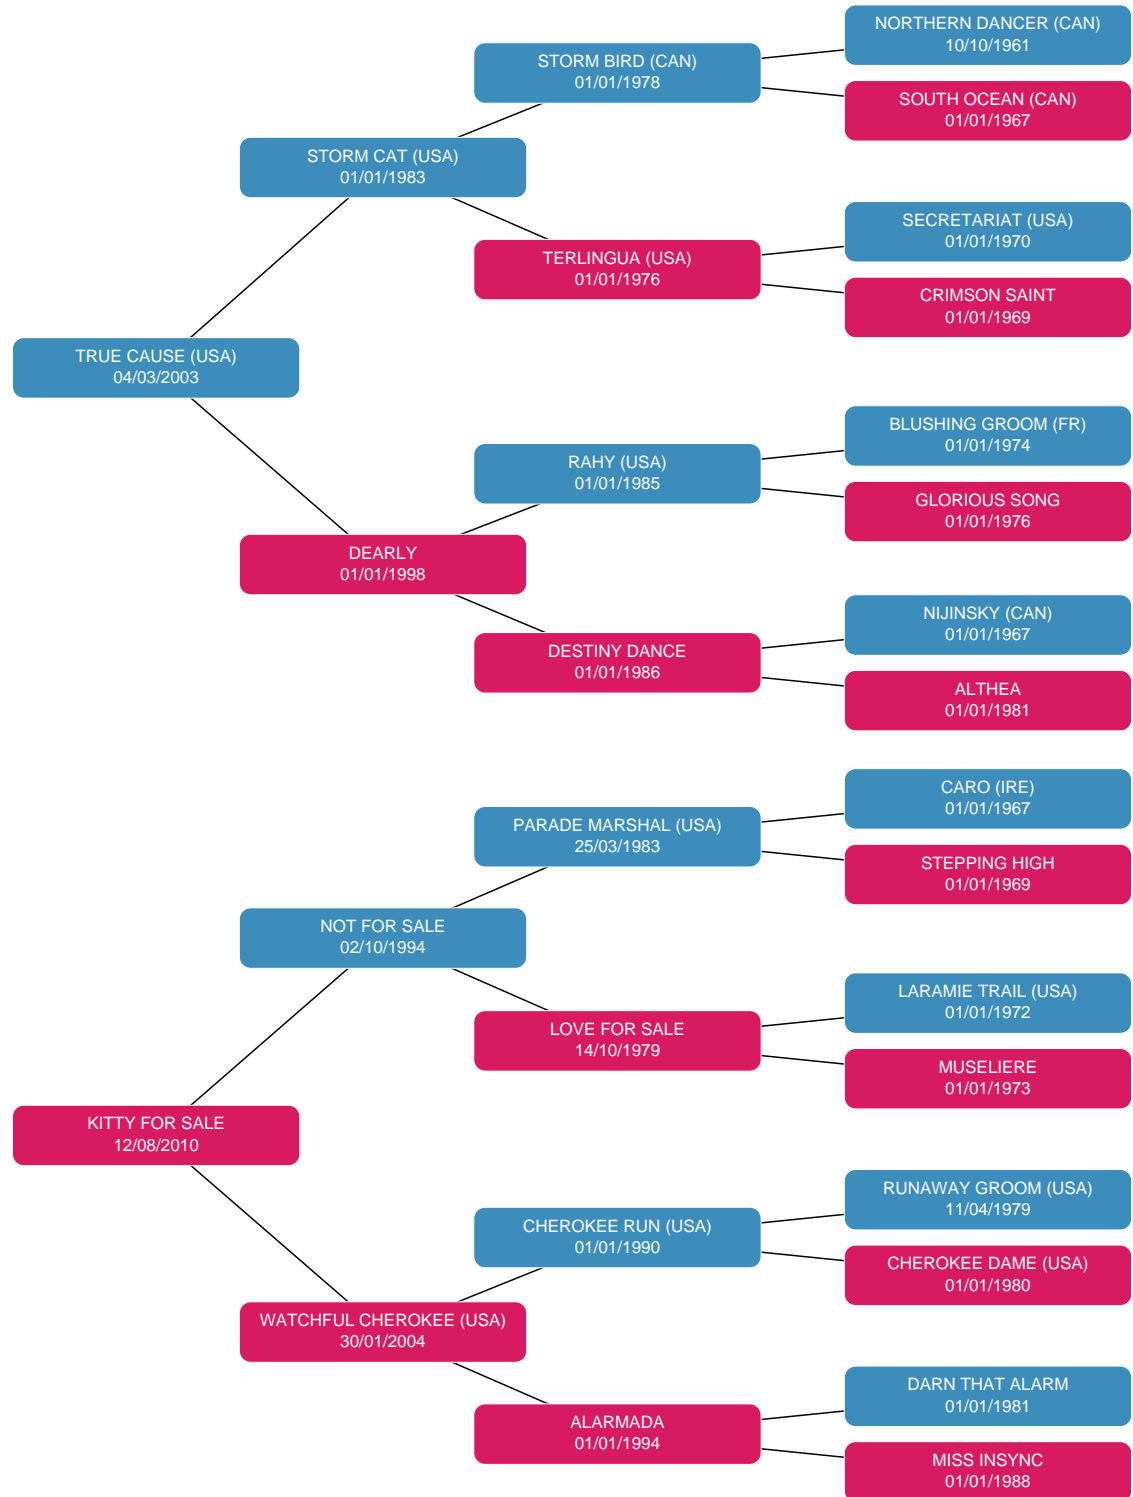 NORTHERN DANCER (CAN)
10/10/1961
STORM BIRD (CAN)
01/01/1978
SOUTH OCEAN (CAN)
01/01/1967
STORM CAT (USA)
01/01/1983
SECRETARIAT (USA)
01/01/1970
TERLINGUA (USA)
01/01/1976
CRIMSON SAINT
01/01/1969
TRUE CAUSE (USA)
04/03/2003
BLUSHING GROOM (FR)
01/01/1974
RAHY (USA)
01/01/1985
GLORIOUS SONG
01/01/1976
DEARLY
01/01/1998
NIJINSKY (CAN)
01/01/1967
DESTINY DANCE
01/01/1986
ALTHEA
01/01/1981
CARO (IRE)
01/01/1967
PARADE MARSHAL (USA)
25/03/1983
STEPPING HIGH
01/01/1969
NOT FOR SALE
02/10/1994
LARAMIE TRAIL (USA)
01/01/1972
LOVE FOR SALE
14/10/1979
MUSELIERE
01/01/1973
KITTY FOR SALE
12/08/2010
RUNAWAY GROOM (USA)
11/04/1979
CHEROKEE RUN (USA)
01/01/1990
CHEROKEE DAME (USA)
01/01/1980
WATCHFUL CHEROKEE (USA)
30/01/2004
DARN THAT ALARM
01/01/1981
ALARMADA
01/01/1994
MISS INSYNC
01/01/1988